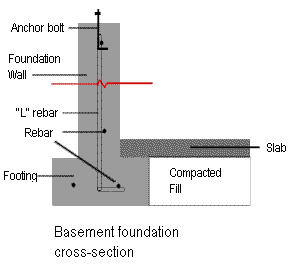 Anchor bolt
Foundation
Wall
"L" rebar
Rebar
Slab
Footing
Compacted
Fill
Basement foundation
cross-section